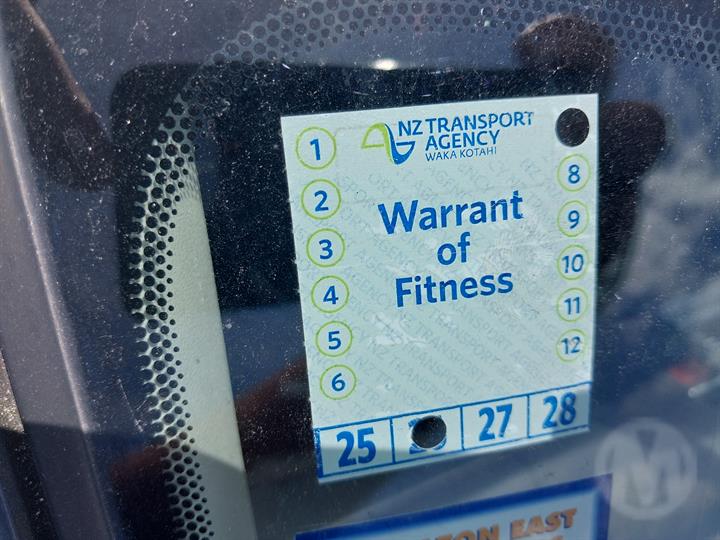 NZ TRANSPORT
AGENCY
WAKA KOTAHI
1
2
3
4
5
6
8
9
10
11
12
Warrant
of
Fitness
25 27 28
EAST
M